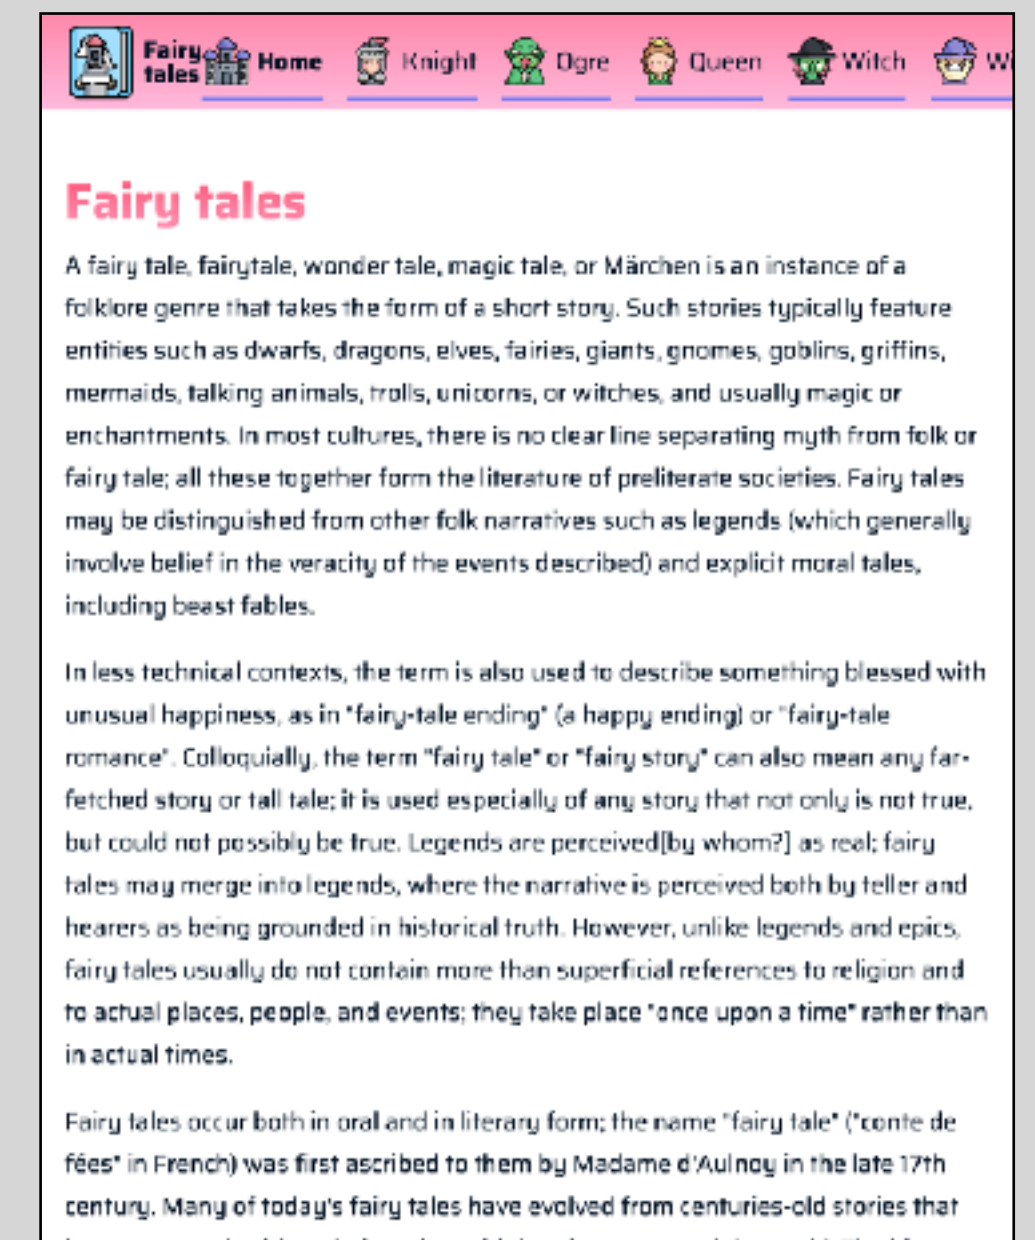 Fairy
tales
Home
Knight
Ogre
Queen
Witch
Fairy tales
A fairy tale, fairytale, wonder tale, magic tale, or Märchen is an instance of a
folklore genre that takes the form of a short story. Such stories typically feature
entities such as dwarfs, dragons, elves, fairies, giants, gnomes, goblins, griffins,
mermaids, talking animals, trolls, unicorns, or witches, and usually magic or
enchantments. In most cultures, there is no clear line separating myth from folk or
fairy tale; all these together form the literature of preliterate societies. Fairy tales
may be distinguished from other folk narratives such as legends (which generally
involve belief in the veracity of the events described) and explicit moral tales,
including beast fables.
In less technical contexts, the term is also used to describe something blessed with
unusual happiness, as in "fairy-tale ending" (a happy ending) or "fairy-tale
romance". Colloquially, the term "fairy tale" or "fairy story" can also mean any far-
fetched story or tall tale; it is used especially of any story that not only is not true,
but could not possibly be true. Legends are perceived[by whom?] as real; fairy
tales may merge into legends, where the narrative is perceived both by teller and
hearers as being grounded in historical truth. However, unlike legends and epics,
fairy tales usually do not contain more than superficial references to religion and
to actual places, people, and events; they take place "once upon a time" rather than
in actual times.
Fairy tales occur both in oral and in literary form; the name "fairy tale" ("conte de
fées" in French) was first ascribed to them by Madame d'Aulnoy in the late 17th
century. Many of today's fairy tales have evolved from centuries-old stories that